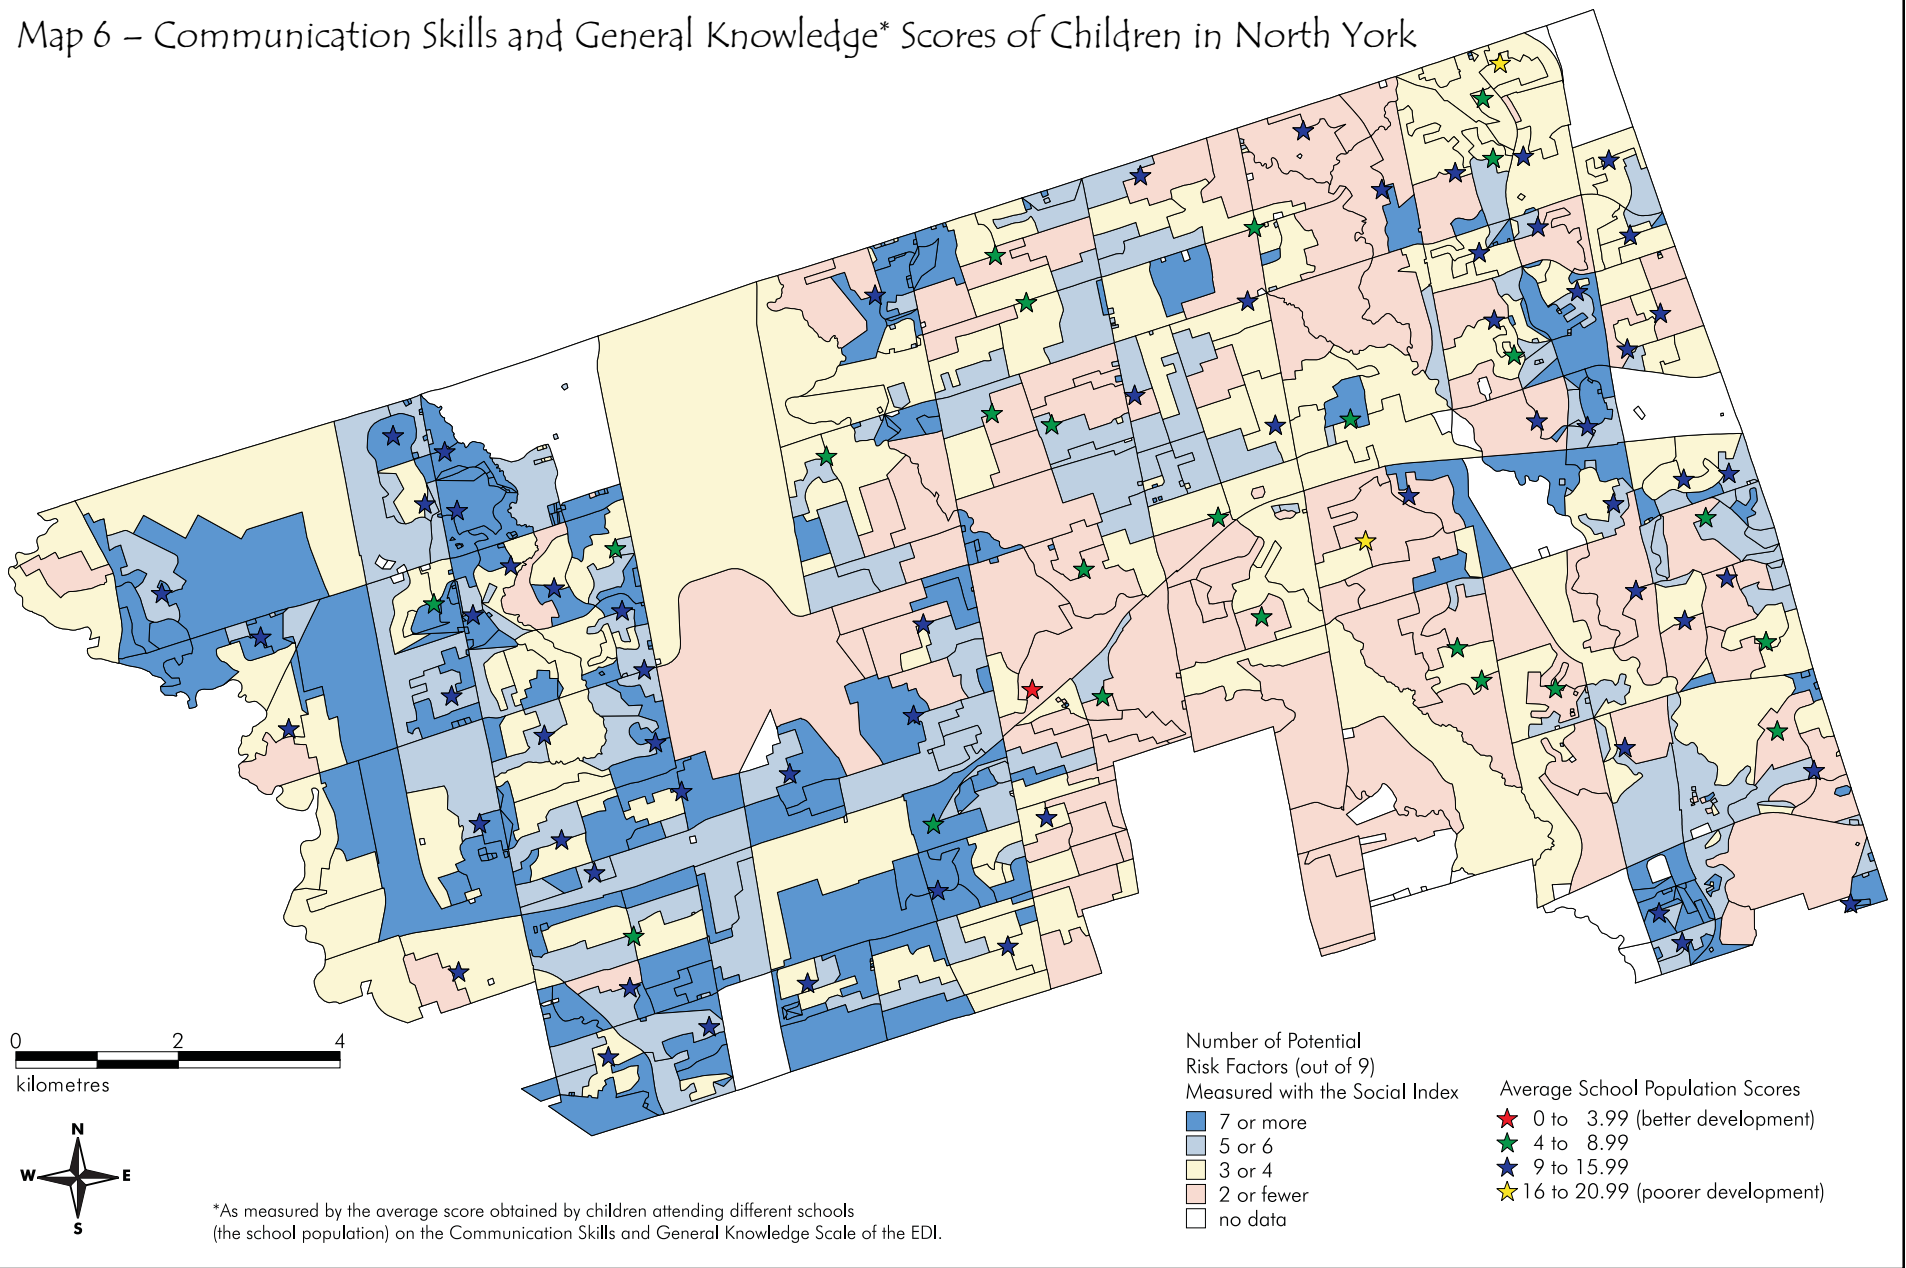 Map 6 – Communication Skills and General Knowledge* Scores of Children in North York
0 2 4
kilometres
N
W E
S
*As measured by the average score obtained by children attending different schools
(the school population) on the Communication Skills and General Knowledge Scale of the EDI.
Number of Potential
Risk Factors (out of 9)
Measured with the Social Index
7 or more
5 or 6
3 or 4
2 or fewer
no data
Average School Population Scores
0 to 3.99 (better development)
4 to 8.99
9 to 15.99
16 to 20.99 (poorer development)